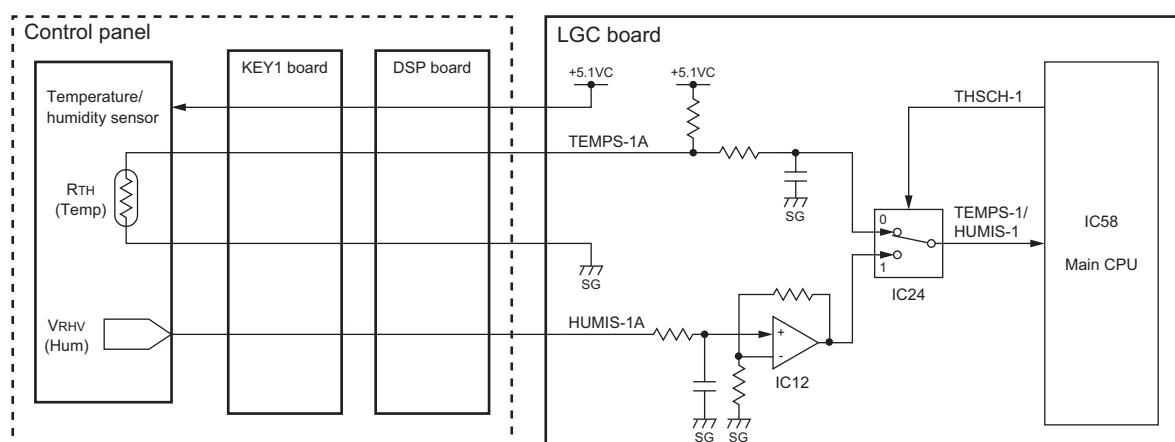 Control panel
LGC board
KEY1 board
DSP board
+5.1VC
+5.1VC
Temperature/
humidity sensor
THSCH-1
TEMPS-1A
RTH
(Temp)
SG
0
TEMPS-1/
HUMIS-1
IC58
Main CPU
SG
1
IC24
VRHV
(Hum)
HUMIS-1A
+
-
IC12
SG
SG